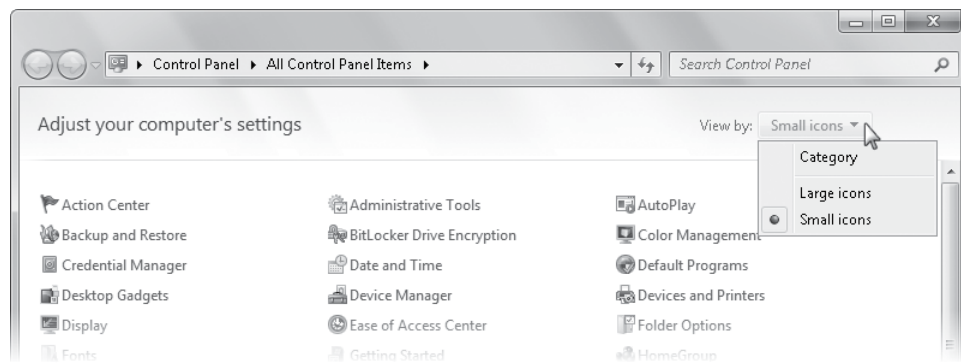 Control Panel All Control Panel Items Search Control Panel
Adjust your computer's settings View by: Small icons
Category
Large icons
Small icons
Action Center Administrative Tools AutoPlay
Backup and Restore BitLocker Drive Encryption Color Management
Credential Manager Date and Time Default Programs
Desktop Gadgets Device Manager Devices and Printers
Display Ease of Access Center Folder Options
Fonts Getting Started HomeGroup